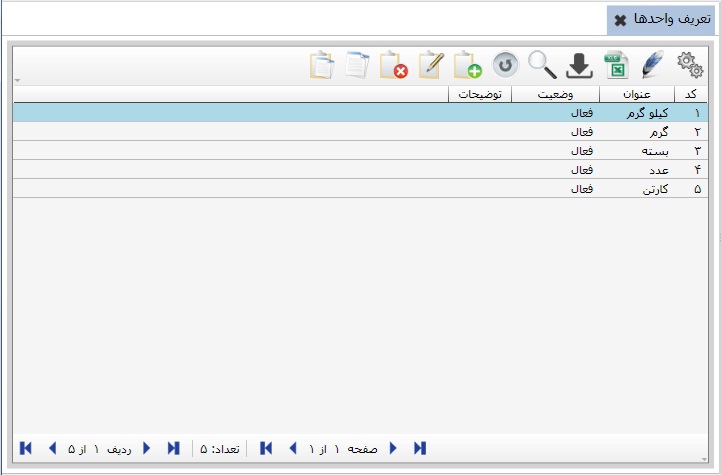 تعریف واحدها
کد عنوان وضعیت توضیحات
۱ کیلو گرم فعال
۲ گرم فعال
۳ بسته فعال
۴ عدد فعال
۵ کارتن فعال
صفحه ۱ از ۱ تعداد: ۵ ردیف ۱ از ۵